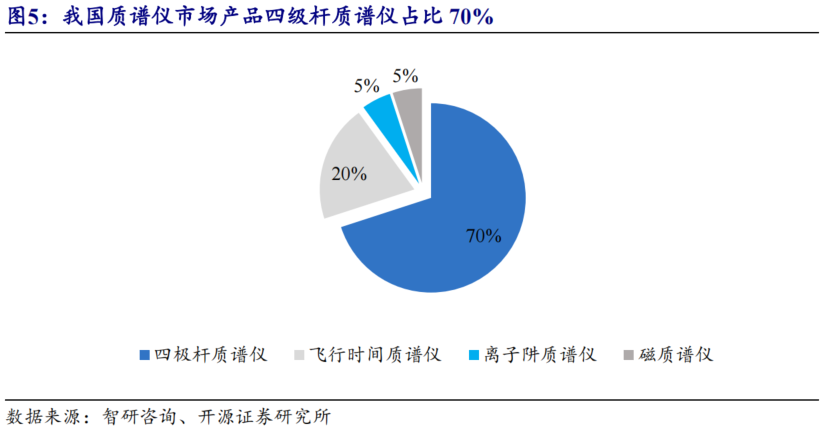 图5：我国质谱仪市场产品四级杆质谱仪占比 70%
5%
5%
20%
70%
四极杆质谱仪 飞行时间质谱仪 离子阱质谱仪 磁质谱仪
数据来源：智研咨询、开源证券研究所